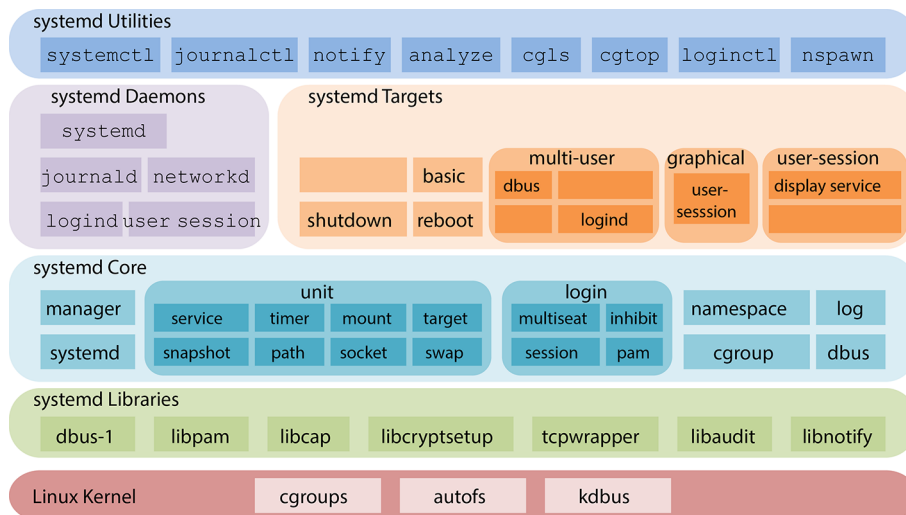 systemd Utilities
systemctl journalctl notify analyze cgls cgtop loginctl nspawn
systemd Daemons
systemd
journald networkd
logind user session
systemd Targets
basic
shutdown reboot
multi-user
dbus
logind
graphical
user-
sesssion
user-session
display service
systemd Core
manager
systemd
unit
service timer mount target
snapshot path socket swap
login
multiseat inhibit
session pam
namespace log
cgroup dbus
systemd Libraries
dbus-1 libpam libcap libcryptsetup tcpwrapper libaudit libnotify
Linux Kernel cgroups autofs kdbus